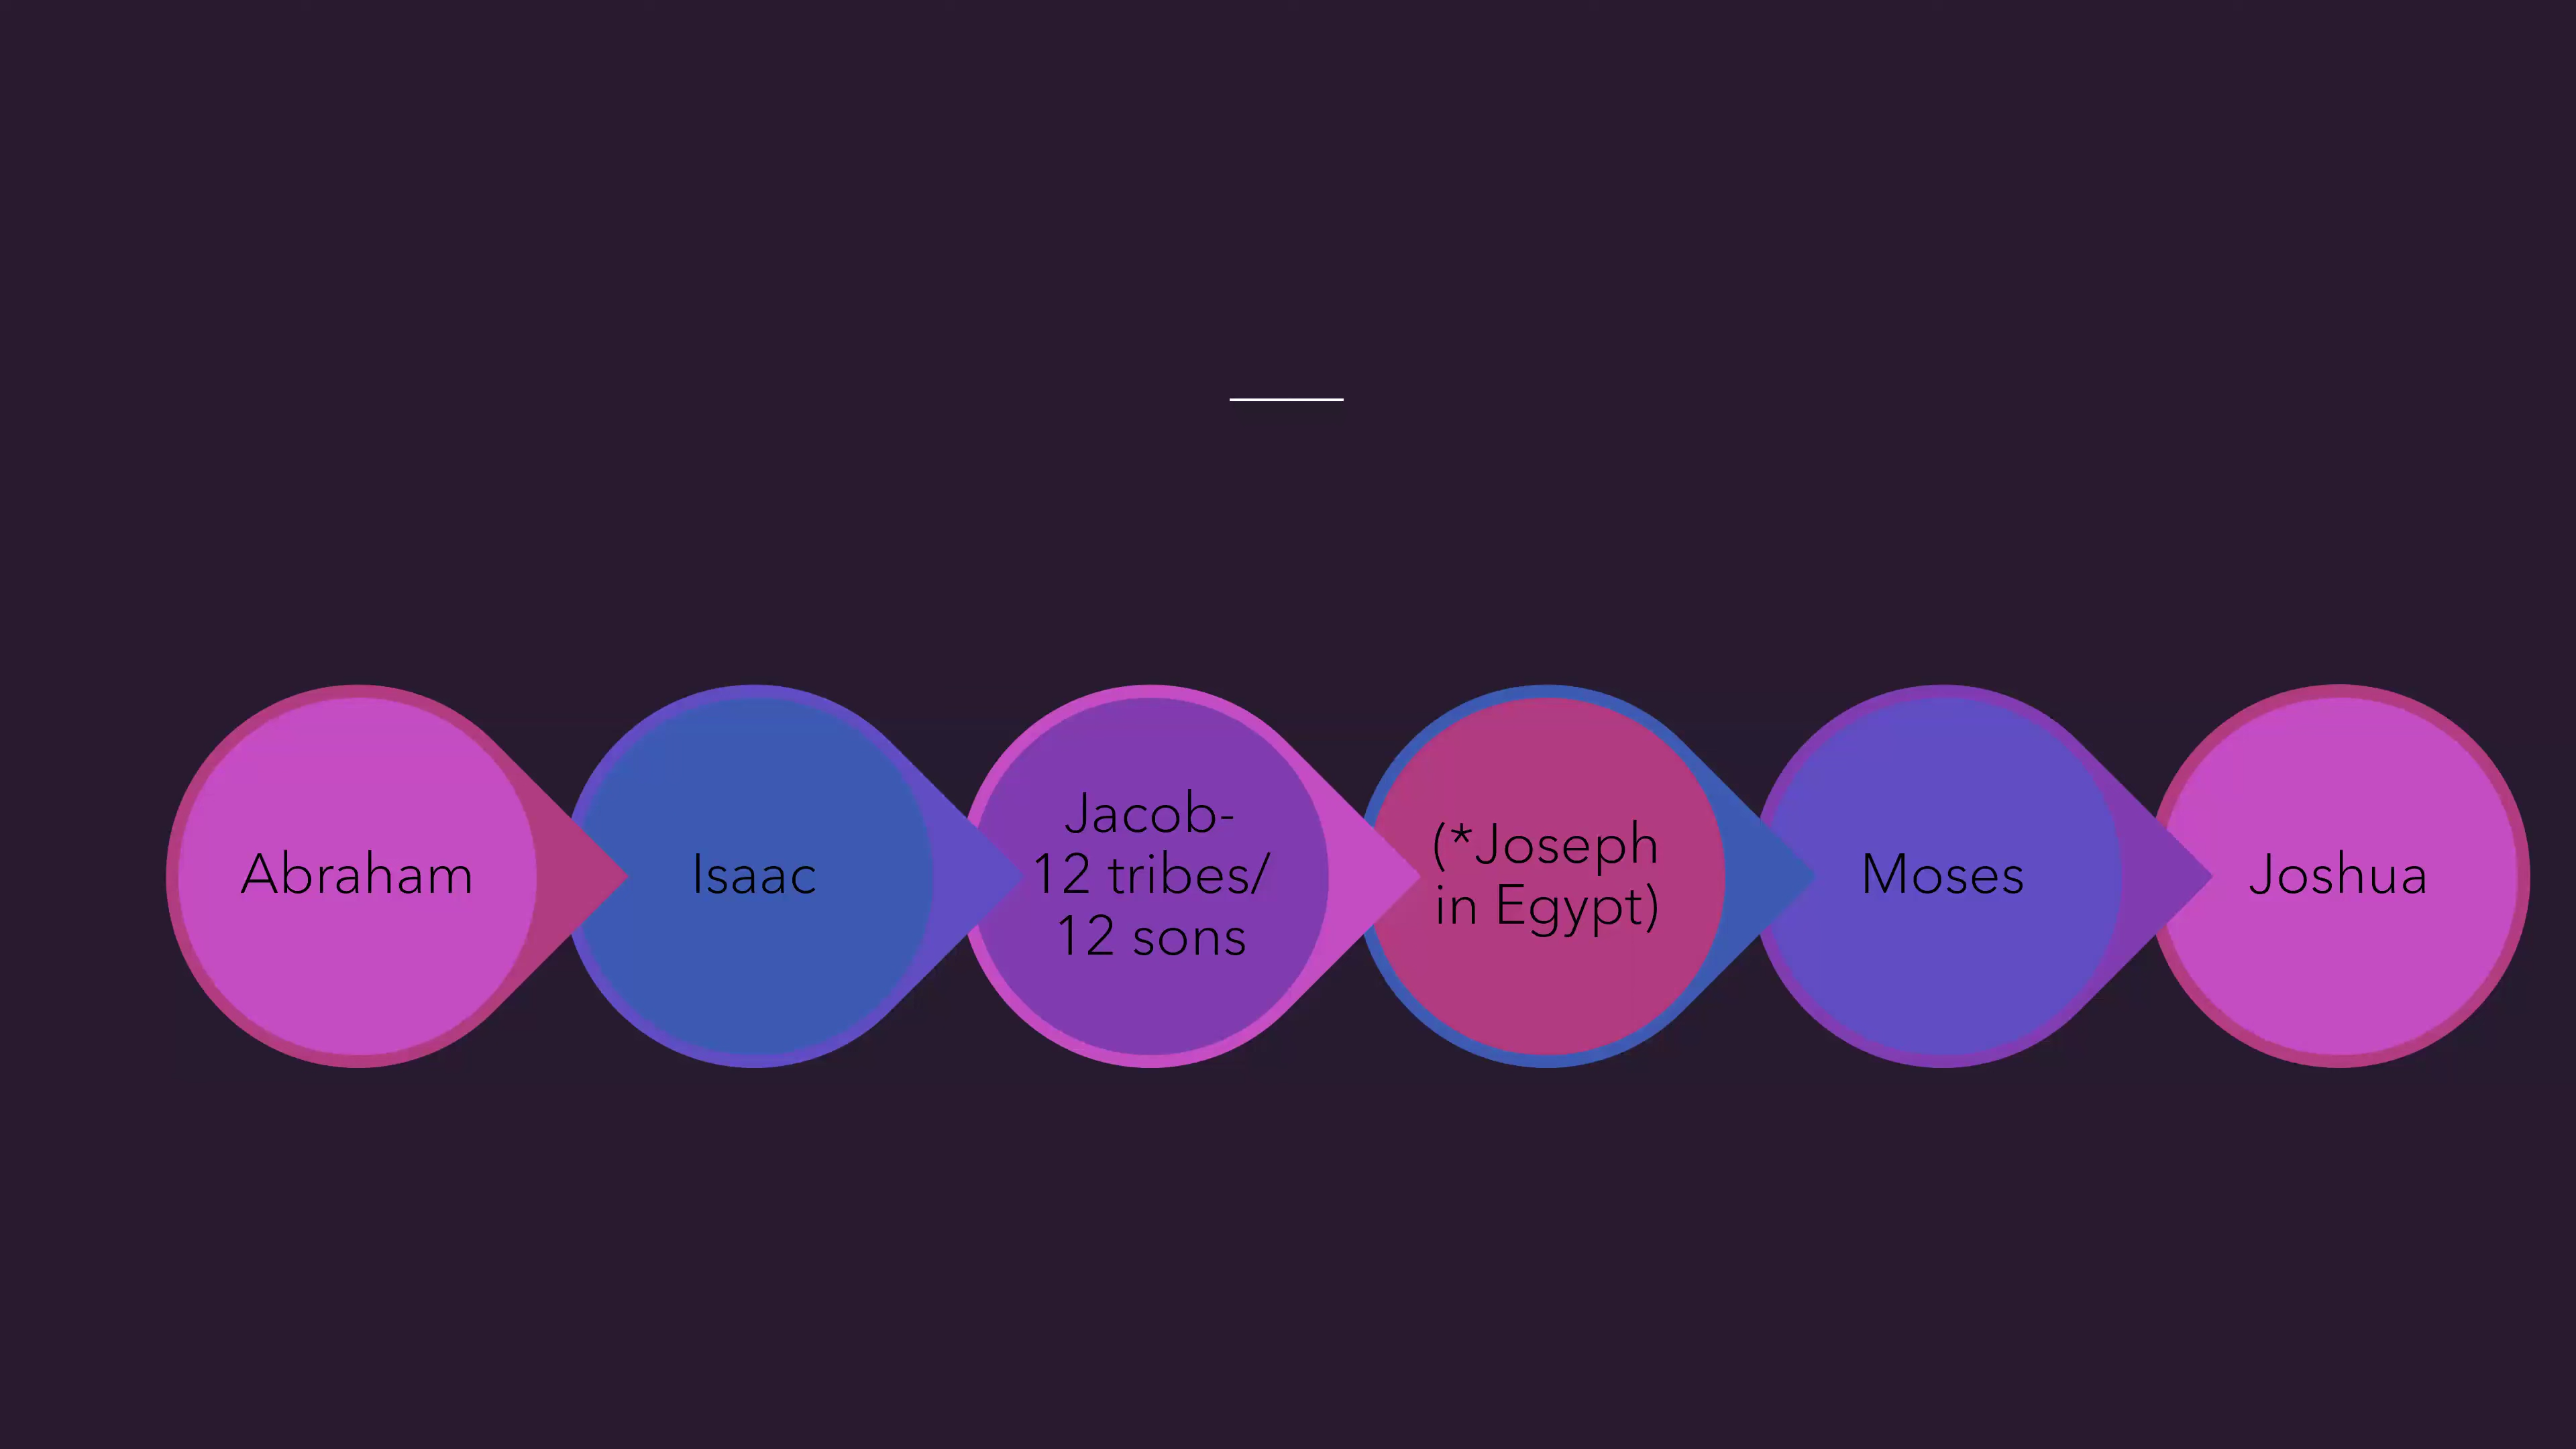 Abraham
Isaac
Jacob-
12 tribes/
12 sons
(*Joseph
in Egypt)
Moses
Joshua